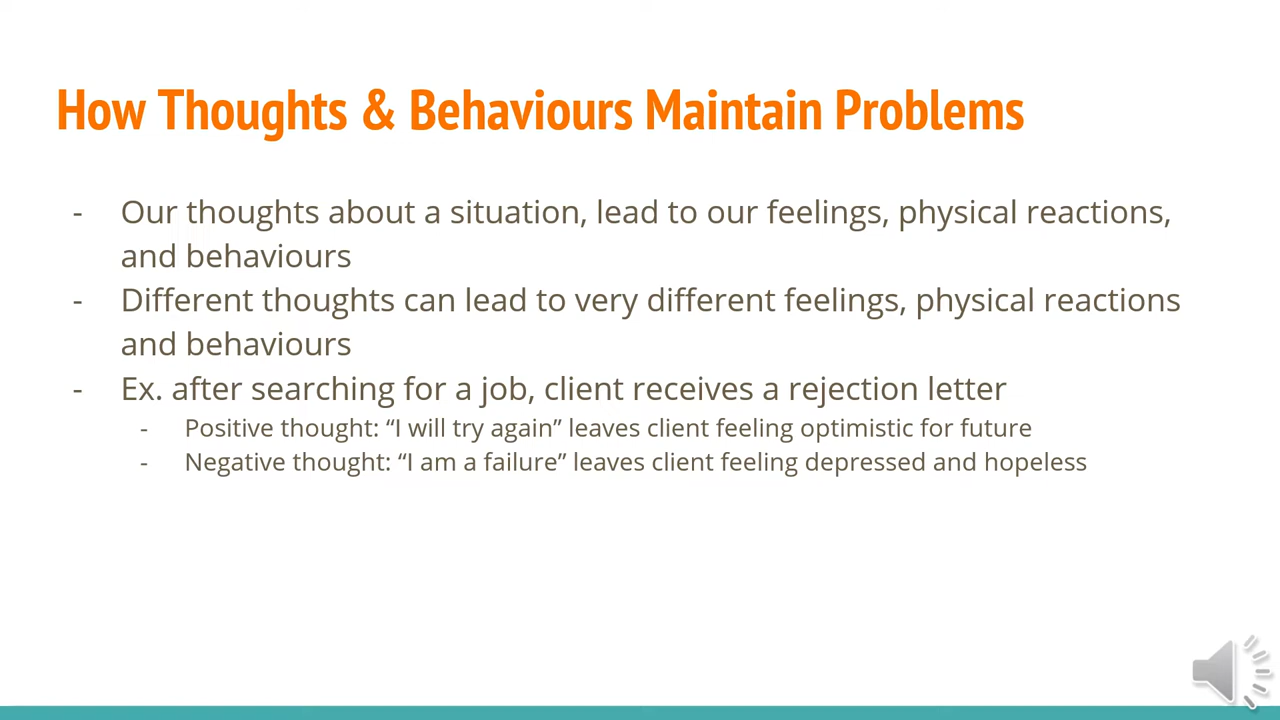 How Thoughts & Behaviours Maintain Problems
- Our thoughts about a situation, lead to our feelings, physical reactions,
and behaviours
- Different thoughts can lead to very different feelings, physical reactions
and behaviours
- Ex. after searching for a job, client receives a rejection letter
- Positive thought: “I will try again” leaves client feeling optimistic for future
- Negative thought: “I am a failure” leaves client feeling depressed and hopeless